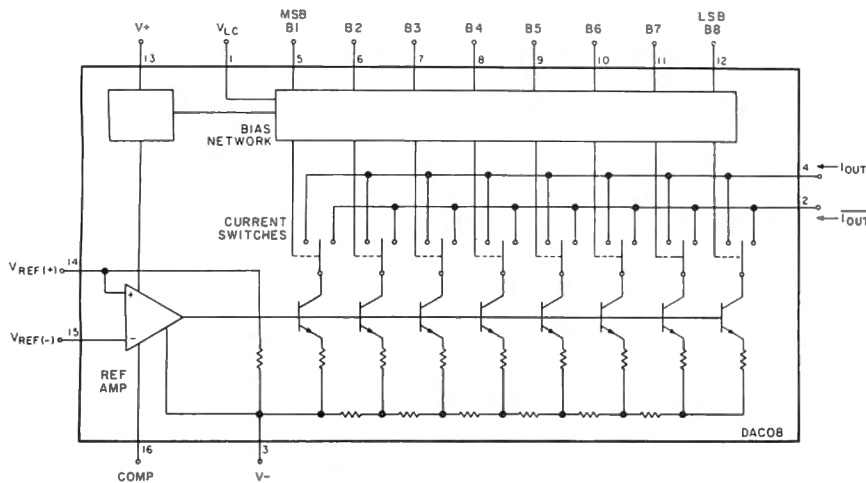 MSB LSB
V+ VLC B1 B2 B3 B4 B5 B6 B7 B8
13 1 5 6 7 8 9 10 11 12
BIAS
NETWORK
4 IOUT
2 IOUT
CURRENT
SWITCHES
VREF(+) 14
+
VREF(-) 15
-
REF
AMP
DAC08
16 3
COMP V-